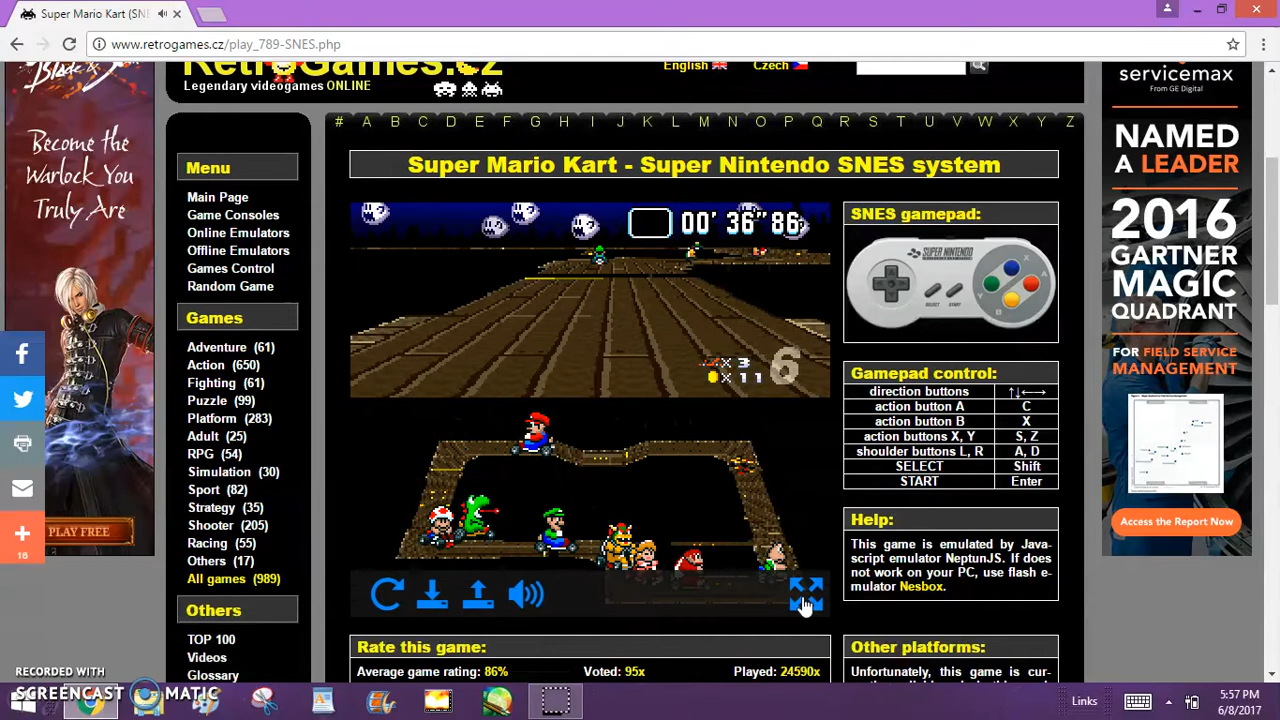 Super Mario Kart (SN
www.retrogames.cz/play_789-SNES.php
RetroGames.cz
Legendary videogames ONLINE
English
Czech
# A B C D E F G H I J K L M N O P Q R S T U V W X Y Z
Become the
Warlock You
Truly Are
PLAY FREE
16
Menu
Main Page
Game Consoles
Online Emulators
Offline Emulators
Games Control
Random Game
Games
Adventure (61)
Action (650)
Fighting (61)
Puzzle (99)
Platform (283)
Adult (25)
RPG (54)
Simulation (30)
Sport (82)
Strategy (35)
Shooter (205)
Racing (55)
Others (17)
All games (989)
Others
TOP 100
Videos
Glossary
Super Mario Kart - Super Nintendo SNES system
00' 36" 86
x 3
x 11
6
Rate this game:
Average game rating: 86%
Voted: 95x
Played: 24590x
SNES gamepad:
SUPER NINTENDO
SELECT START
X
Y
A
B
Gamepad control:
direction buttons ↑↓←→
action button A C
action button B X
action buttons X, Y S, Z
shoulder buttons L, R A, D
SELECT Shift
START Enter
Help:
This game is emulated by Java-
script emulator NeptunJS. If does
not work on your PC, use flash e-
mulator Nesbox.
Other platforms:
Unfortunately, this game is cur-
servicemax
From GE Digital
NAMED
A LEADER
2016
GARTNER
MAGIC
QUADRANT
FOR FIELD SERVICE
MANAGEMENT
Access the Report Now
RECORDED WITH
SCREENCAST MATIC
Links
5:57 PM
6/8/2017